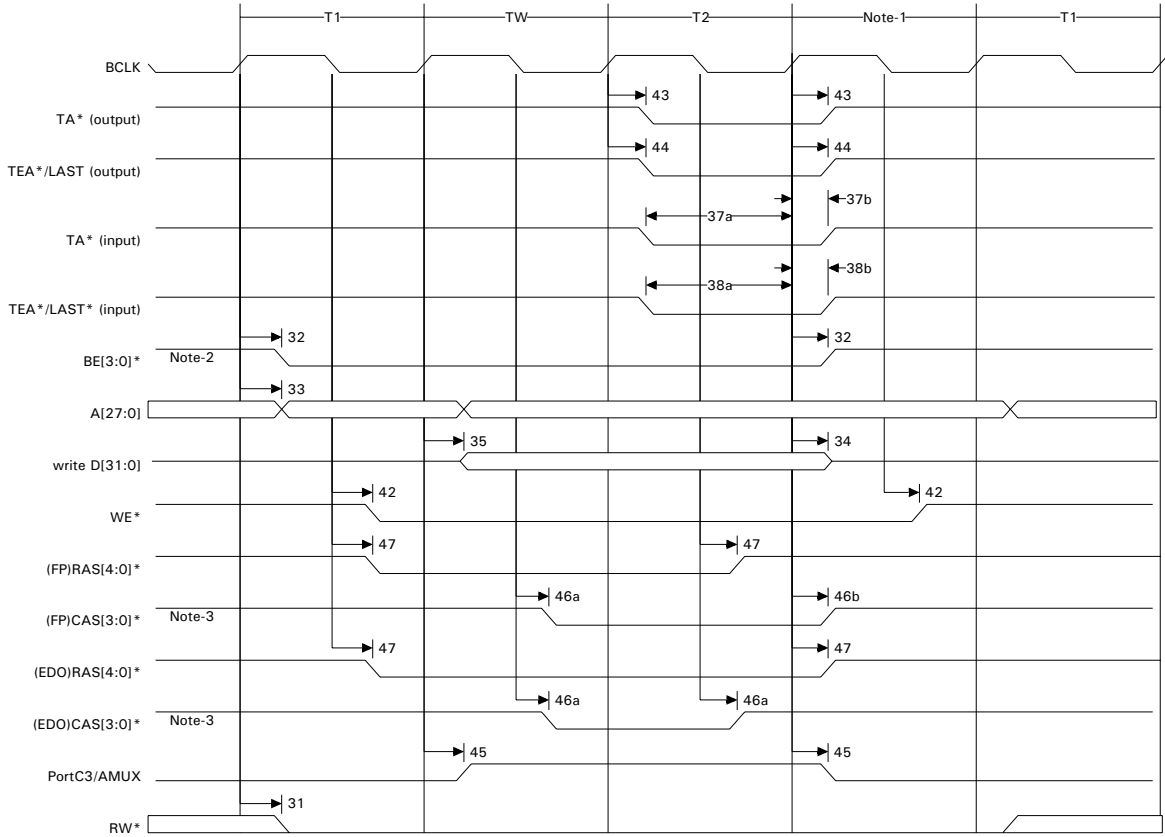 T1 TW T2 Note-1 T1
BCLK
43 43
TA* (output)
44 44
TEA*/LAST (output)
37b
37a
TA* (input)
38b
38a
TEA*/LAST* (input)
32 32
BE[3:0]* Note-2
33
A[27:0]
35 34
write D[31:0]
42 42
WE*
47 47
(FP)RAS[4:0]*
46a 46b
(FP)CAS[3:0]* Note-3
47 47
(EDO)RAS[4:0]*
46a 46a
(EDO)CAS[3:0]* Note-3
45 45
PortC3/AMUX
31
RW*